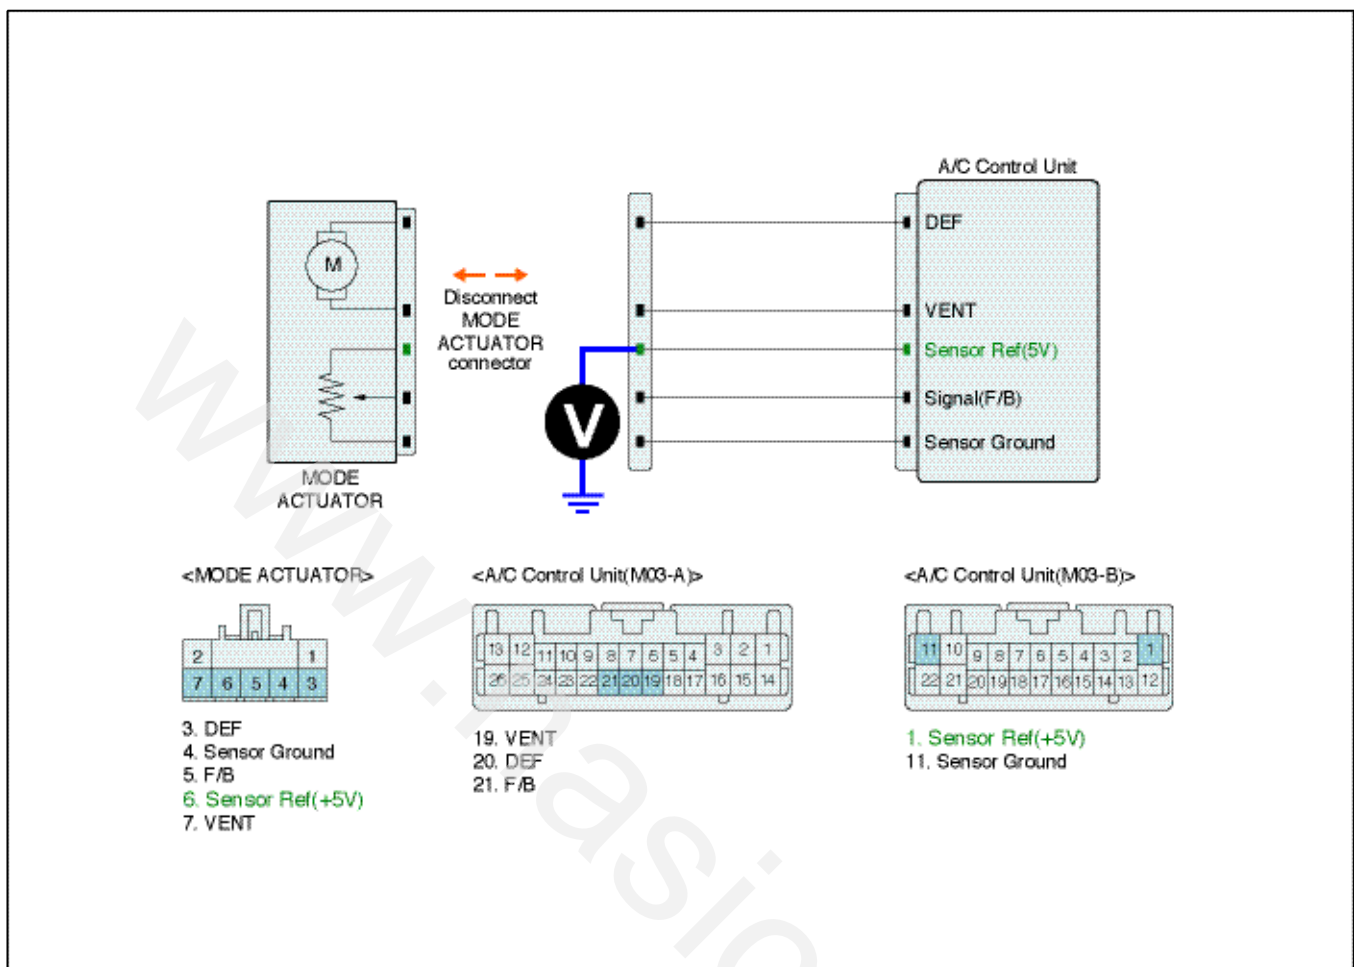 A/C Control Unit
DEF
M
VENT
Disconnect
MODE
ACTUATOR
connector
Sensor Ref(5V)
Signal(F/B)
V
Sensor Ground
MODE
ACTUATOR
<MODE ACTUATOR>
2 1
7 6 5 4 3
3. DEF
4. Sensor Ground
5. F/B
6. Sensor Ref(+5V)
7. VENT
<A/C Control Unit(M03-A)>
13 12 11 10 9 8 7 6 5 4 3 2 1
26 25 24 23 22 21 20 19 18 17 16 15 14
19. VENT
20. DEF
21. F/B
<A/C Control Unit(M03-B)>
11 10 9 8 7 6 5 4 3 2 1
22 21 20 19 18 17 16 15 14 13 12
1. Sensor Ref(+5V)
11. Sensor Ground